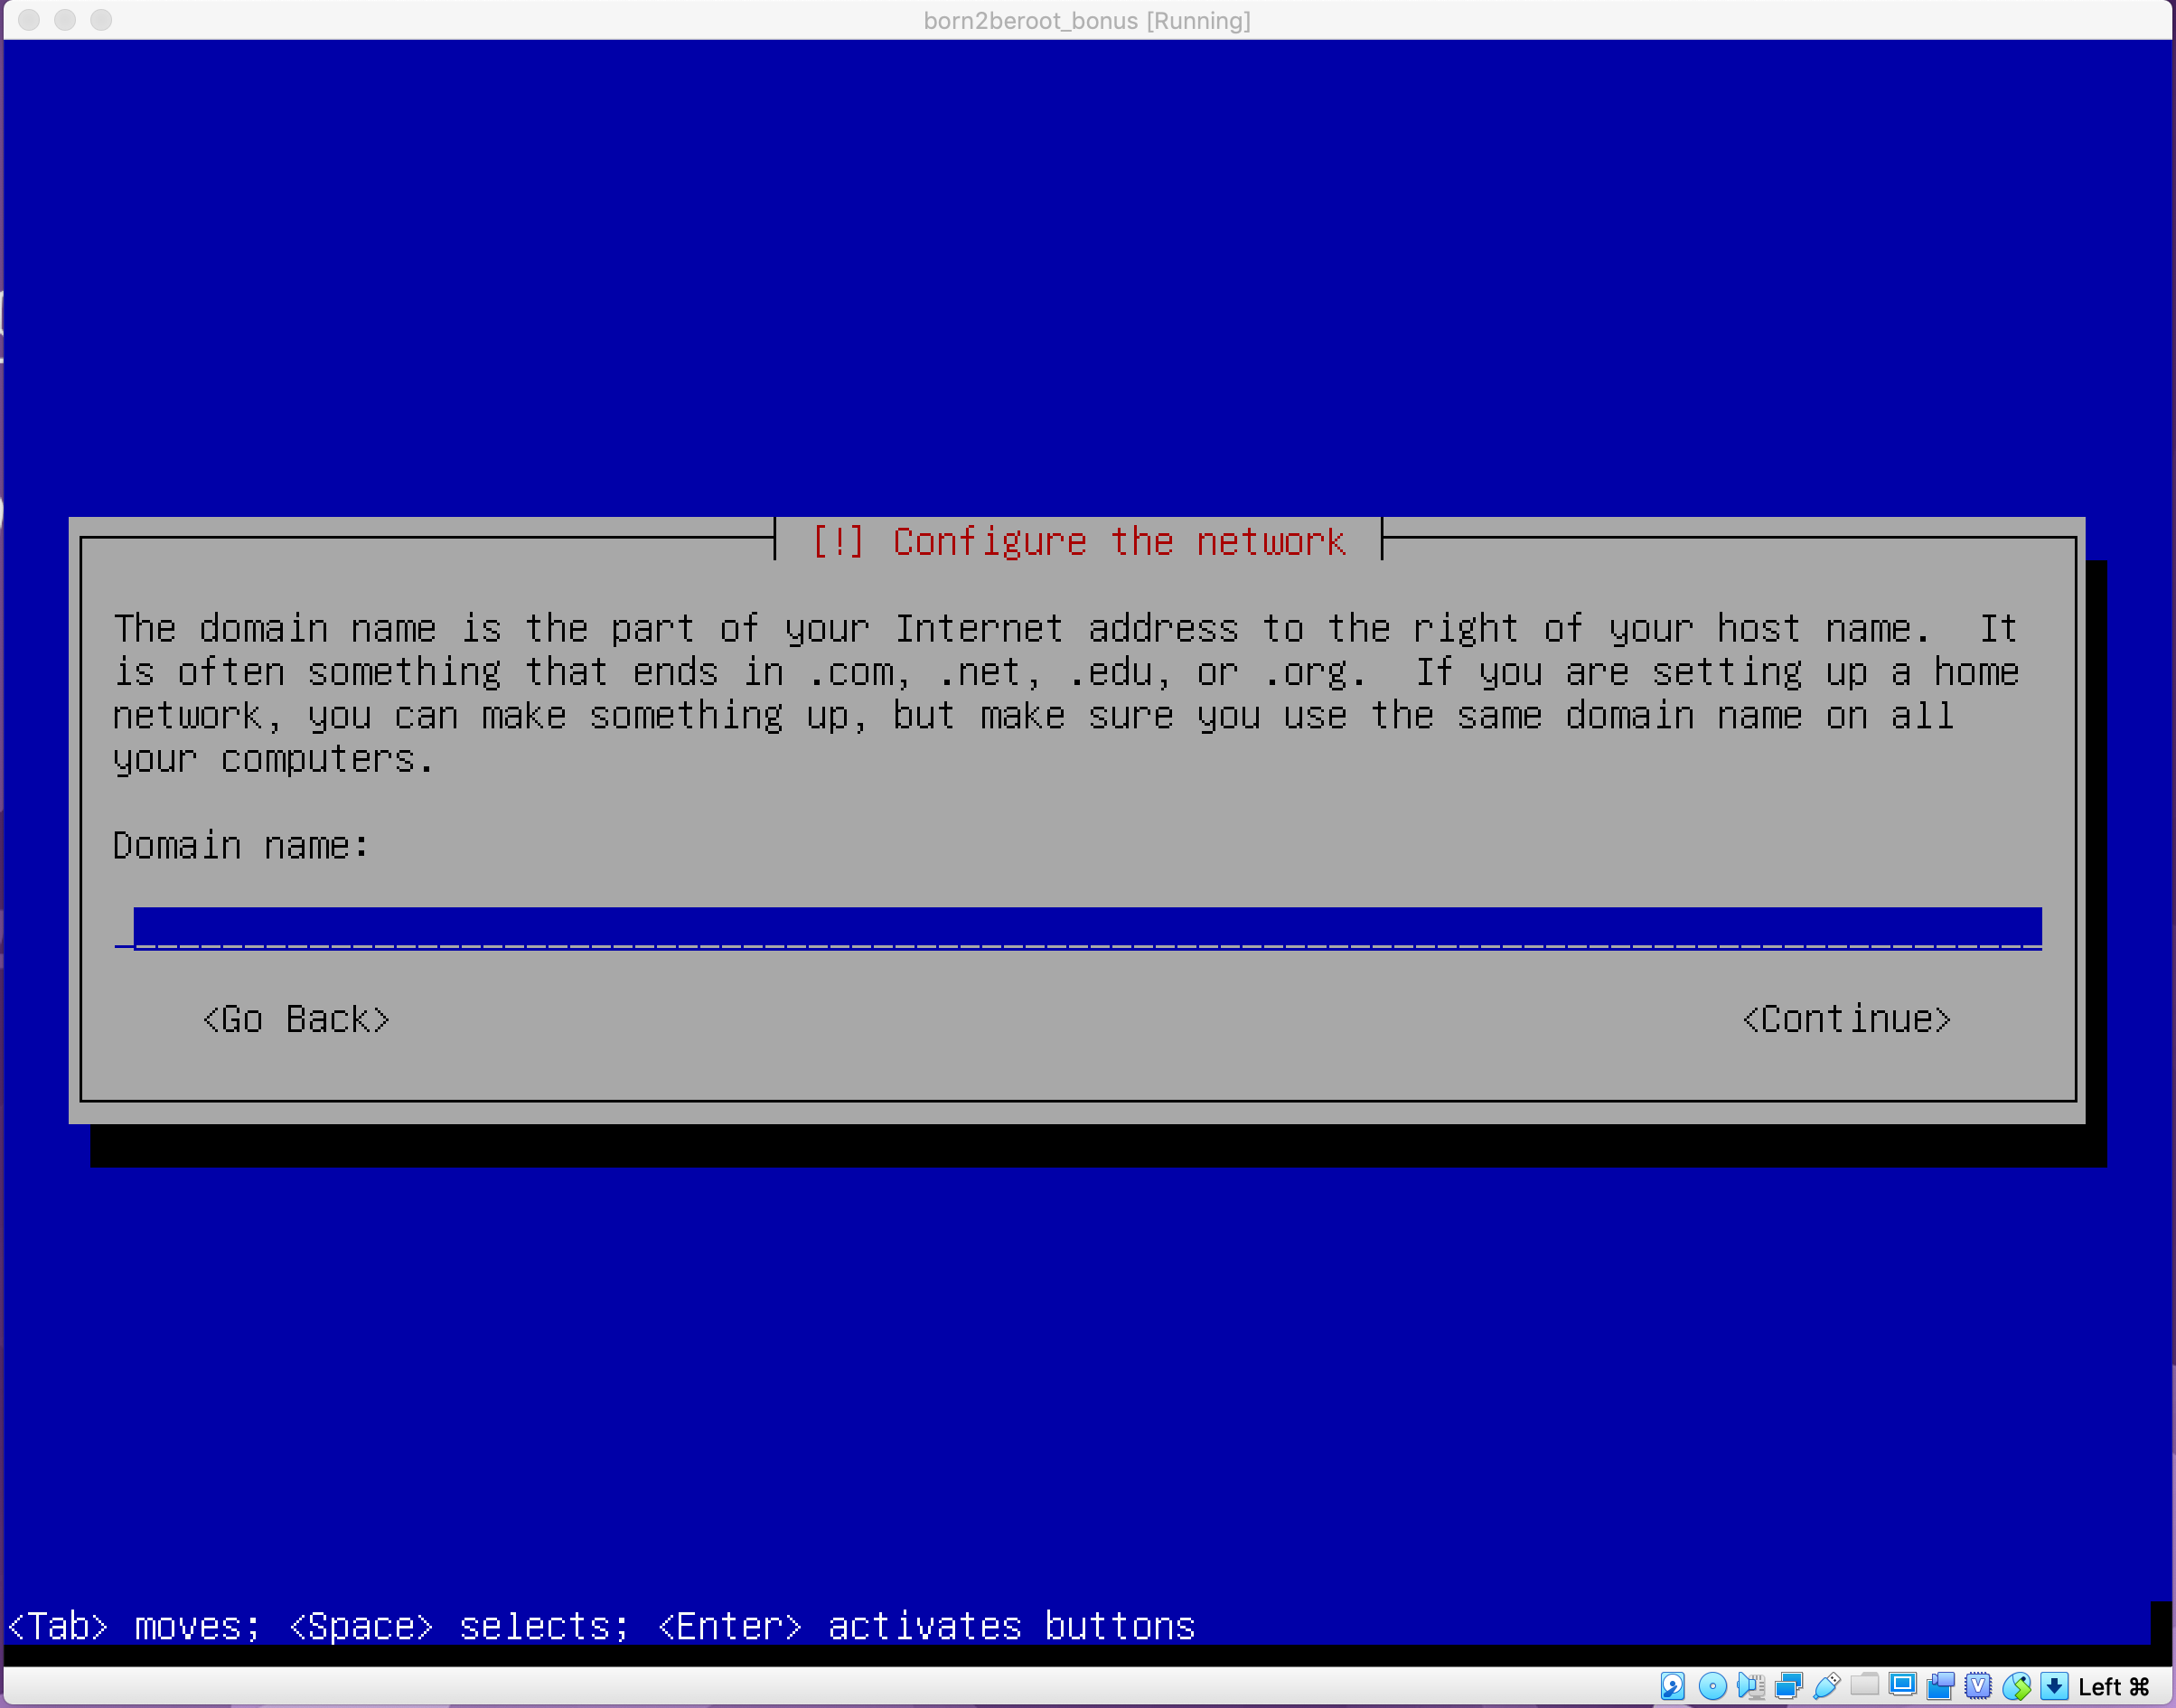 born2beroot_bonus [Running]
[!] Configure the network
The domain name is the part of your Internet address to the right of your host name.  It
is often something that ends in .com, .net, .edu, or .org.  If you are setting up a home
network, you can make something up, but make sure you use the same domain name on all
your computers.
Domain name:
<Go Back>
<Continue>
<Tab> moves; <Space> selects; <Enter> activates buttons
Left ⌘